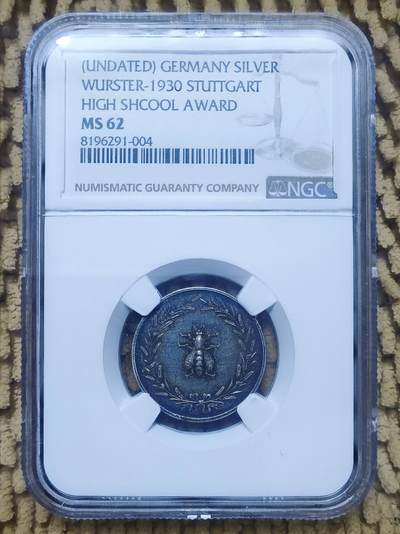 (UNDATED) GERMANY SILVER
WURSTER-1930 STUTTGART
HIGH SHCOOL AWARD
MS 62
8196291-004
NUMISMATIC GUARANTY COMPANY NGC®